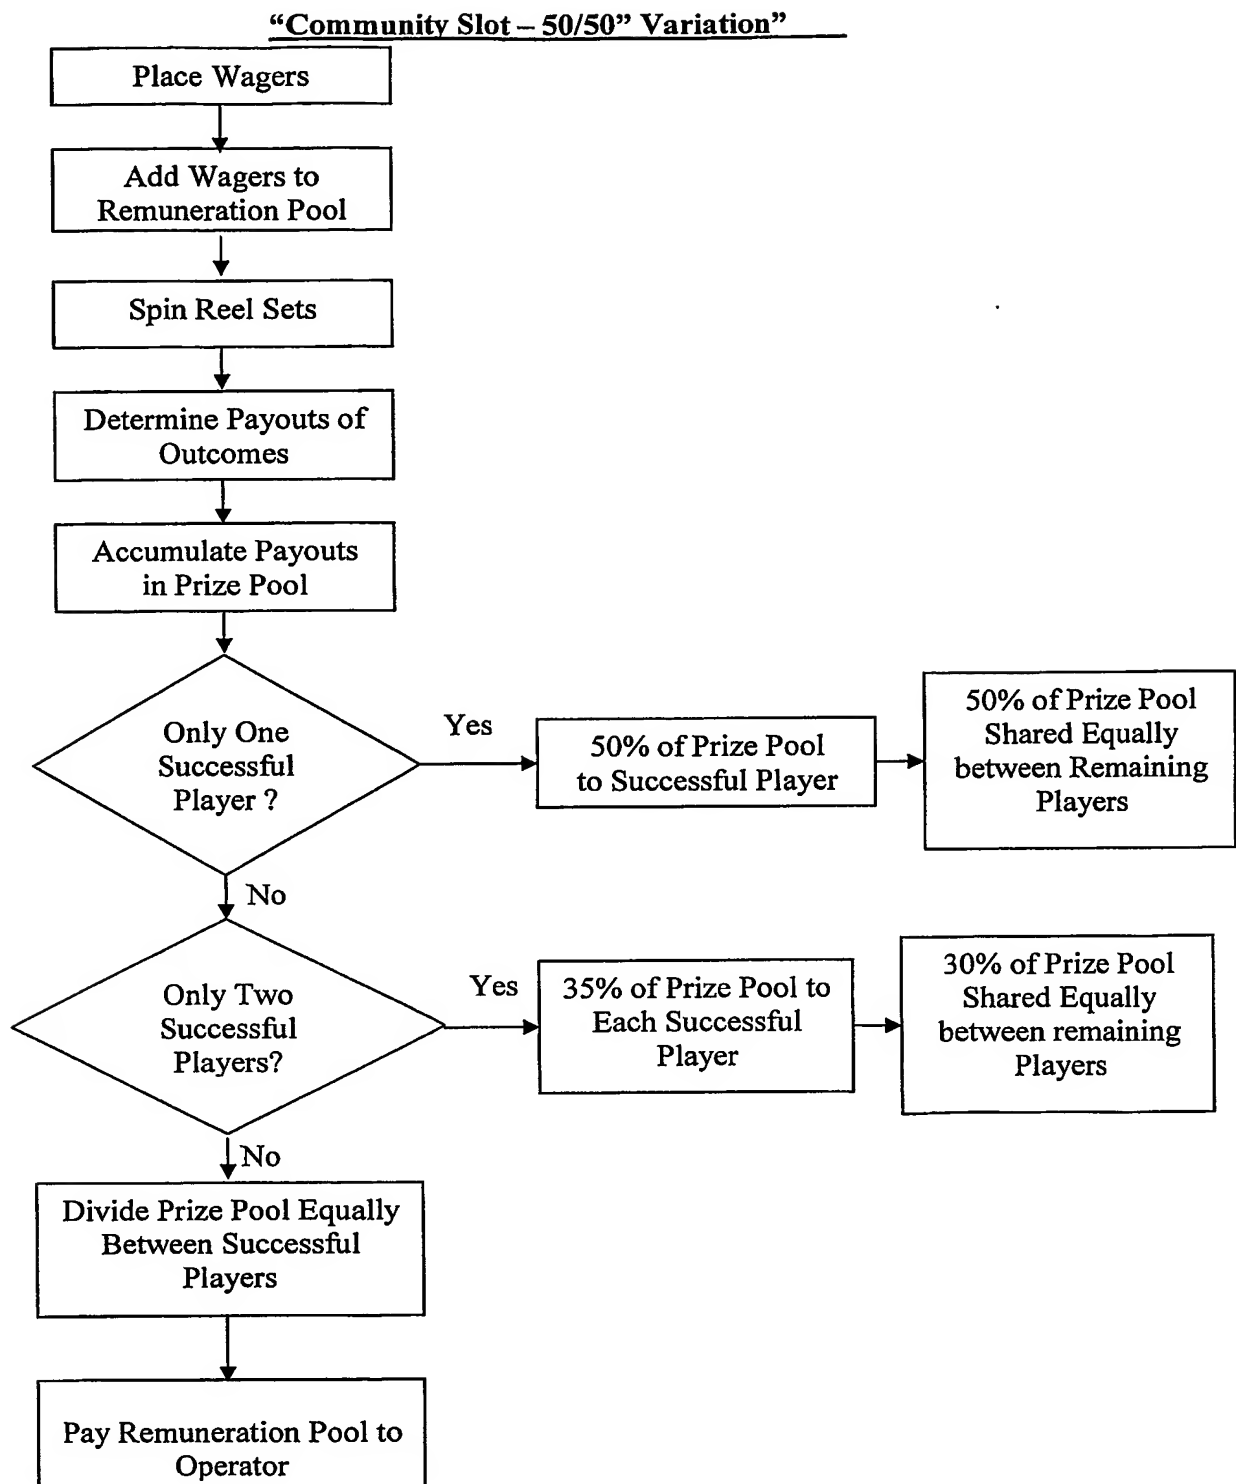 “Community Slot – 50/50” Variation”
Place Wagers
Add Wagers to
Remuneration Pool
Spin Reel Sets
Determine Payouts of
Outcomes
Accumulate Payouts
in Prize Pool
Only One
Successful
Player ?
Yes
50% of Prize Pool
to Successful Player
50% of Prize Pool
Shared Equally
between Remaining
Players
No
Only Two
Successful
Players?
Yes
35% of Prize Pool to
Each Successful
Player
30% of Prize Pool
Shared Equally
between remaining
Players
No
Divide Prize Pool Equally
Between Successful
Players
Pay Remuneration Pool to
Operator